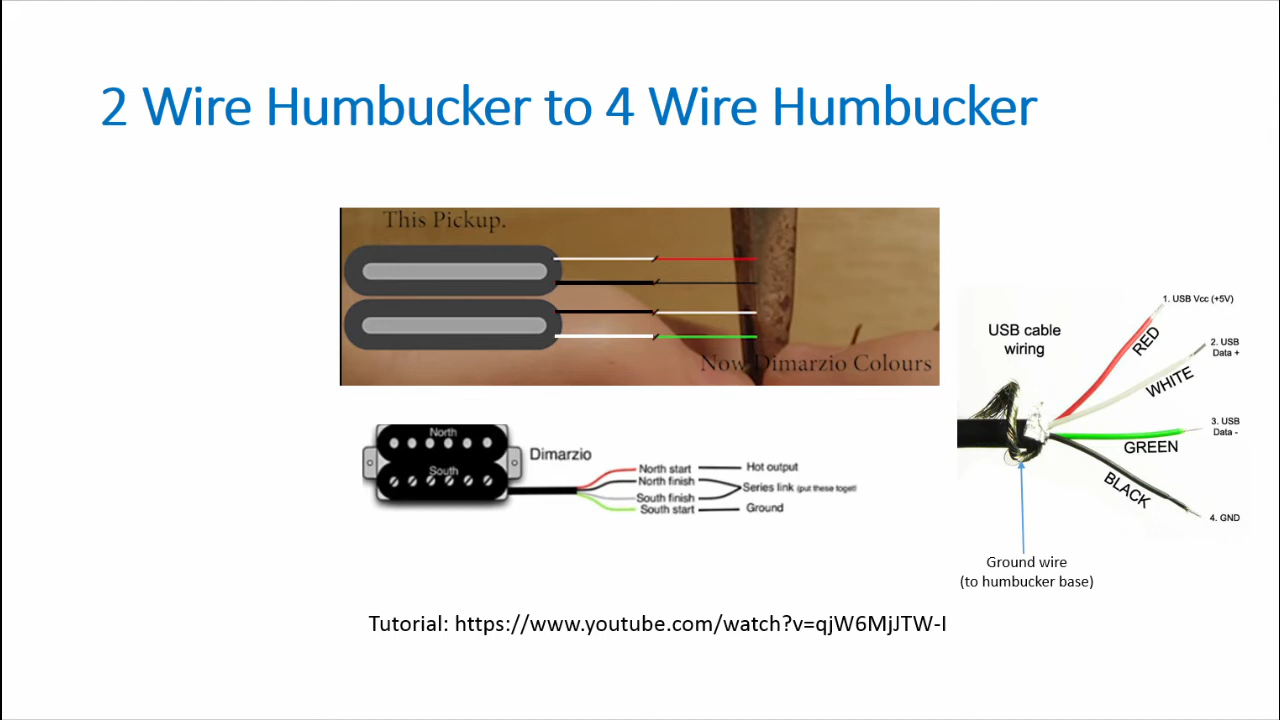 2 Wire Humbucker to 4 Wire Humbucker
This Pickup.
Now Dimarzio Colours
North
South
Dimarzio
North start
Hot output
North finish
Series link (put these toget
South finish
South start
Ground
USB cable
wiring
1. USB Vcc (+5V)
RED
2. USB
Data +
WHITE
3. USB
Data -
GREEN
BLACK
4. GND
Ground wire
(to humbucker base)
Tutorial: https://www.youtube.com/watch?v=qjW6MjJTW-I